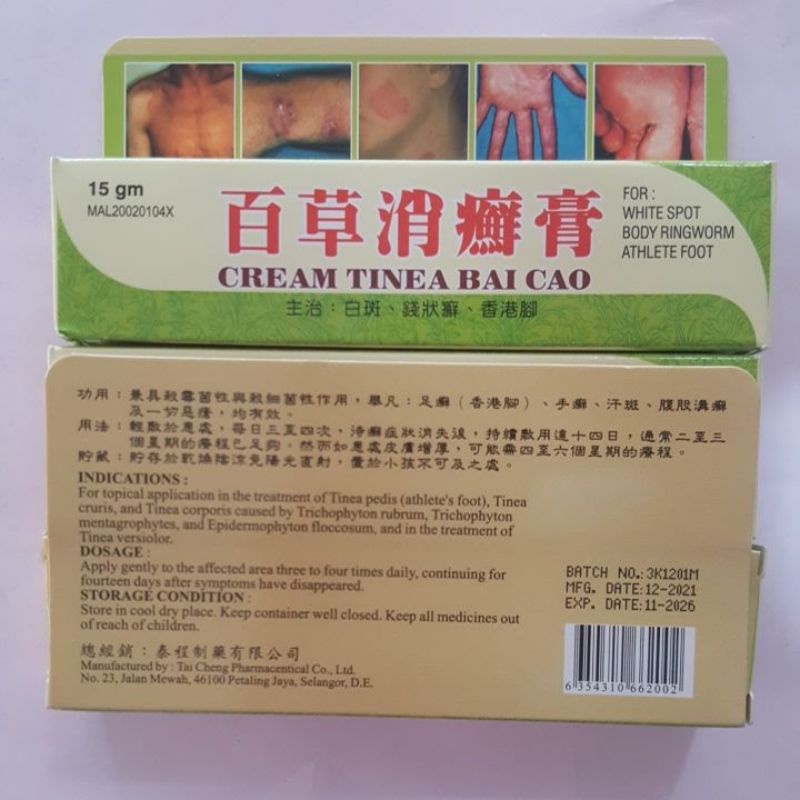 15 gm
MAL20020104X
百草消癬膏
CREAM TINEA BAI CAO
主治：白斑、錢狀癬、香港腳
FOR :
WHITE SPOT
BODY RINGWORM
ATHLETE FOOT
功用：兼具殺霉菌性與殺細菌性作用，舉凡：足癬（香港腳）、手癬、汗斑、腹股溝癬
及一切惡瘡，均有效。
用法：輕敷於患處，每日三至四次，待癬症狀消失後，持續敷用達十四日，通常二至三
個星期的療程已足夠。然而如患處皮膚增厚，可能需四至六個星期的療程。
貯藏：貯存於乾燥陰涼免陽光直射，置於小孩不可及之處。
INDICATIONS :
For topical application in the treatment of Tinea pedis (athlete's foot), Tinea
cruris, and Tinea corporis caused by Trichophyton rubrum, Trichophyton
mentagrophytes, and Epidermophyton floccosum, and in the treatment of
Tinea versiolor.
DOSAGE :
Apply gently to the affected area three to four times daily, continuing for
fourteen days after symptoms have disappeared.
STORAGE CONDITION :
Store in cool dry place. Keep container well closed. Keep all medicines out
of reach of children.
總經銷：泰程制藥有限公司
Manufactured by : Tai Cheng Pharmacentical Co., Ltd.
No. 23, Jalan Mewah, 46100 Petaling Jaya, Selangor, D.E.
BATCH NO.:3K1201M
MFG. DATE:12-2021
EXP. DATE:11-2026
6 354310 662002